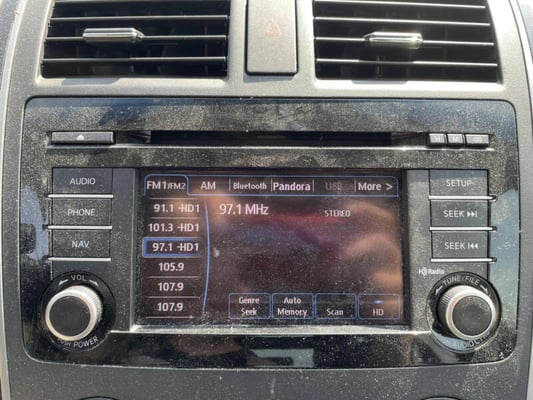 H M
AUDIO
PHONE
NAV
VOL
PUSH POWER
FM1/FM2 AM Bluetooth Pandora USB More >
91.1 -HD1
101.3 -HD1
97.1 -HD1
105.9
107.9
107.9
97.1 MHz STEREO
Genre Seek
Auto Memory
Scan
HD
SETUP
SEEK
SEEK
HD Radio
TUNE/FILE
AUDIO